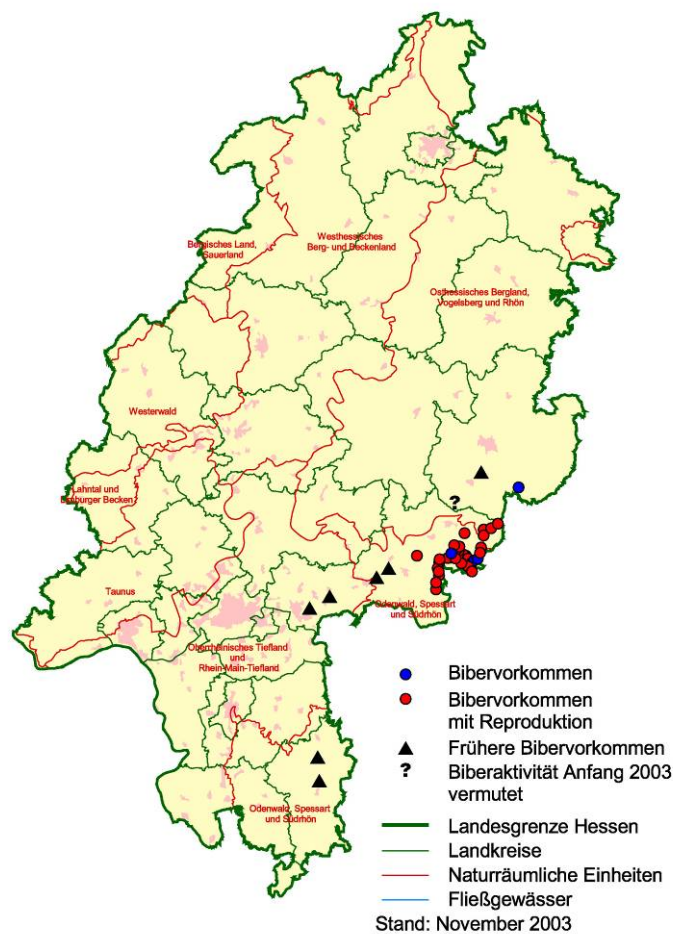 Bergisches Land,
Sauerland
Westhessisches
Berg- und Beckenland
Osthessisches Bergland,
Vogelsberg und Rhön
Westerwald
Lahntal und
Limburger Becken
?
Taunus
Odenwald, Spessart
und Südrhön
Oberrheinisches Tiefland
und
Rhein-Main-Tiefland
Odenwald, Spessart
und Südrhön
Bibervorkommen
Bibervorkommen
mit Reproduktion
Frühere Bibervorkommen
? Biberaktivität Anfang 2003
vermutet
Landesgrenze Hessen
Landkreise
Naturräumliche Einheiten
Fließgewässer
Stand: November 2003